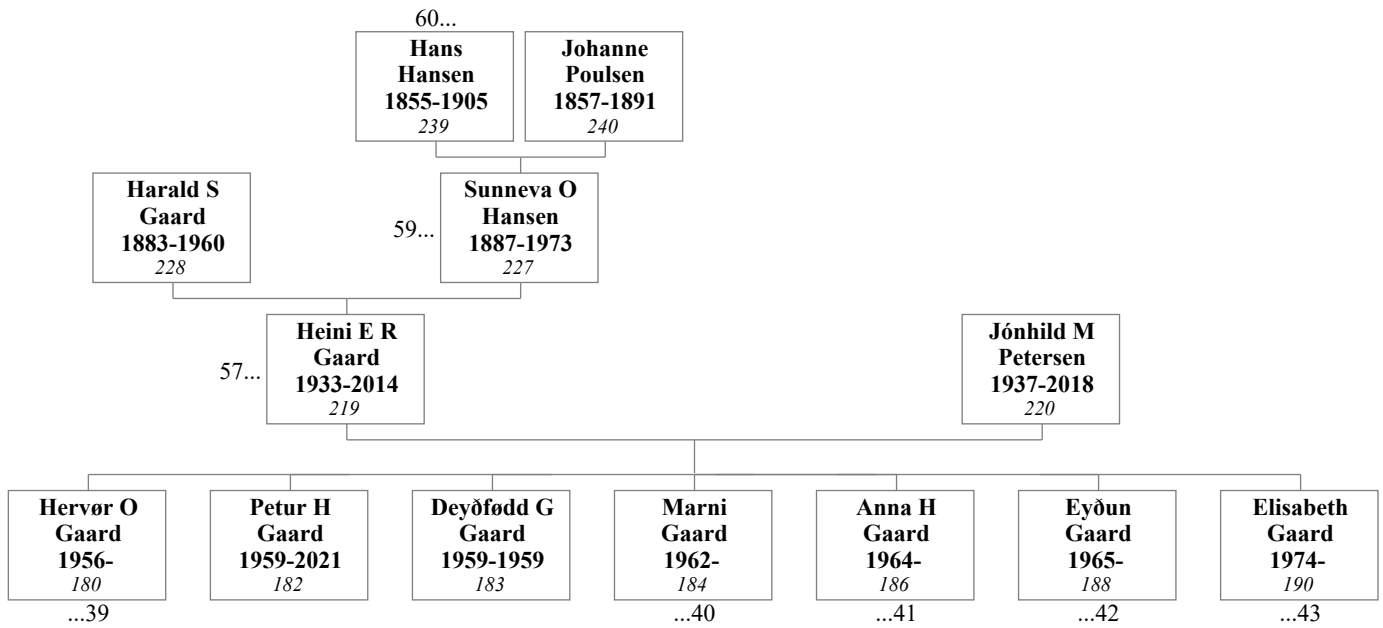 60...
Hans
Hansen
1855-1905
239
Johanne
Poulsen
1857-1891
240
Harald S
Gaard
1883-1960
228
59...
Sunneva O
Hansen
1887-1973
227
57...
Heini E R
Gaard
1933-2014
219
Jónhild M
Petersen
1937-2018
220
Hervør O
Gaard
1956-
180
...39
Petur H
Gaard
1959-2021
182
Deyðfødd G
Gaard
1959-1959
183
Marni
Gaard
1962-
184
...40
Anna H
Gaard
1964-
186
...41
Eyðun
Gaard
1965-
188
...42
Elisabeth
Gaard
1974-
190
...43